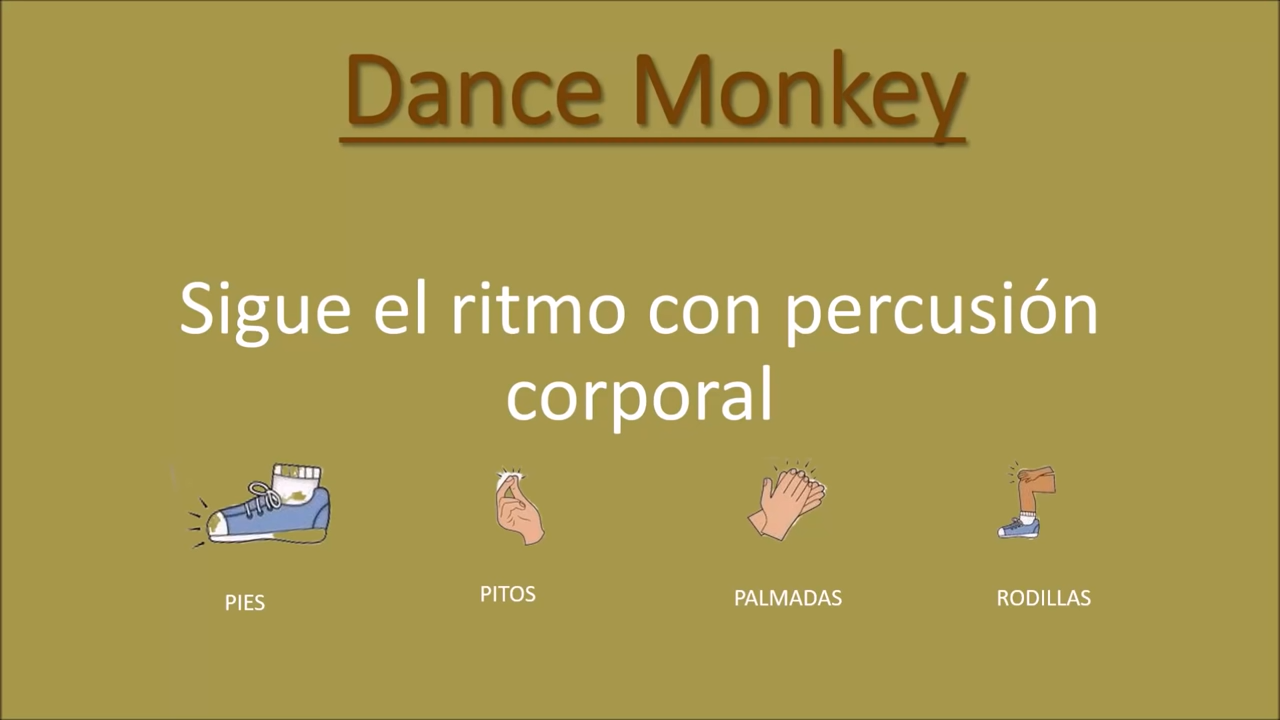 Dance Monkey
Sigue el ritmo con percusión
corporal
PIES
PITOS
PALMADAS
RODILLAS